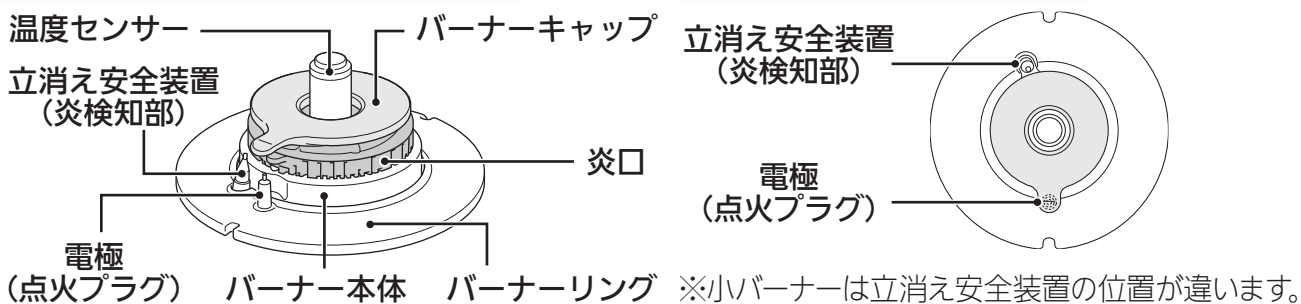 温度センサー
バーナーキャップ
立消え安全装置
（炎検知部）
炎口
電極
（点火プラグ）
バーナー本体
バーナーリング
立消え安全装置
（炎検知部）
電極
（点火プラグ）
※小バーナーは立消え安全装置の位置が違います。